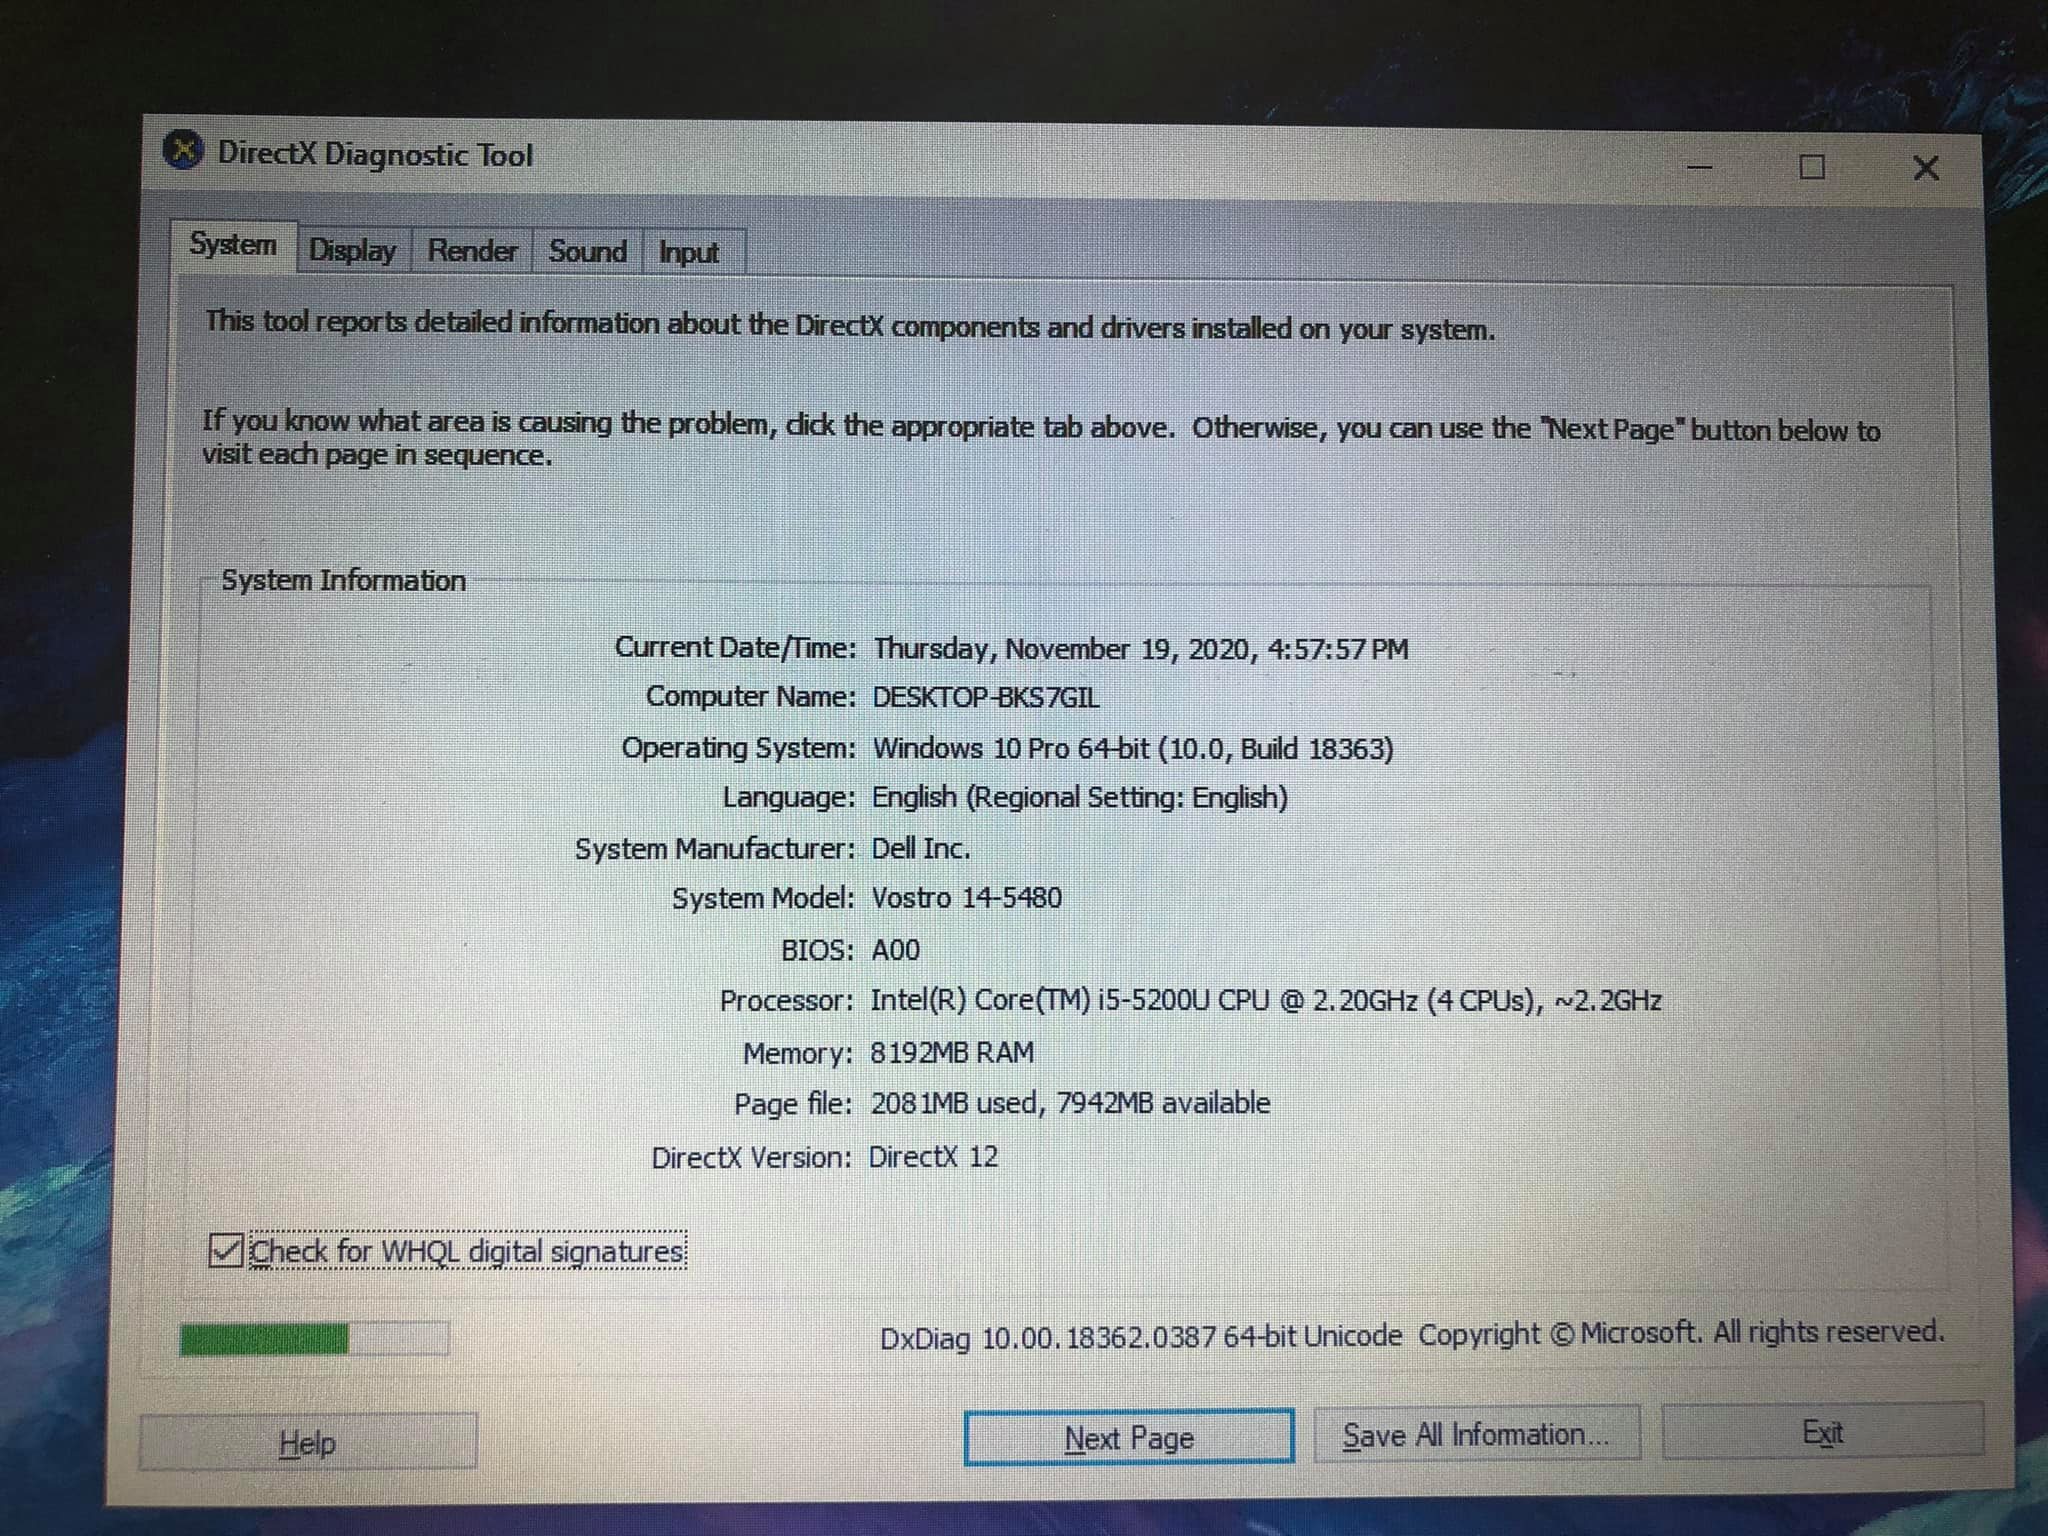 DirectX Diagnostic Tool
System Display Render Sound Input
This tool reports detailed information about the DirectX components and drivers installed on your system.
If you know what area is causing the problem, click the appropriate tab above. Otherwise, you can use the "Next Page" button below to
visit each page in sequence.
System Information
Current Date/Time: Thursday, November 19, 2020, 4:57:57 PM
Computer Name: DESKTOP-BKS7GIL
Operating System: Windows 10 Pro 64-bit (10.0, Build 18363)
Language: English (Regional Setting: English)
System Manufacturer: Dell Inc.
System Model: Vostro 14-5480
BIOS: A00
Processor: Intel(R) Core(TM) i5-5200U CPU @ 2.20GHz (4 CPUs), ~2.2GHz
Memory: 8192MB RAM
Page file: 2081MB used, 7942MB available
DirectX Version: DirectX 12
Check for WHQL digital signatures
DxDiag 10.00.18362.0387 64-bit Unicode Copyright © Microsoft. All rights reserved.
Help Next Page Save All Information... Exit